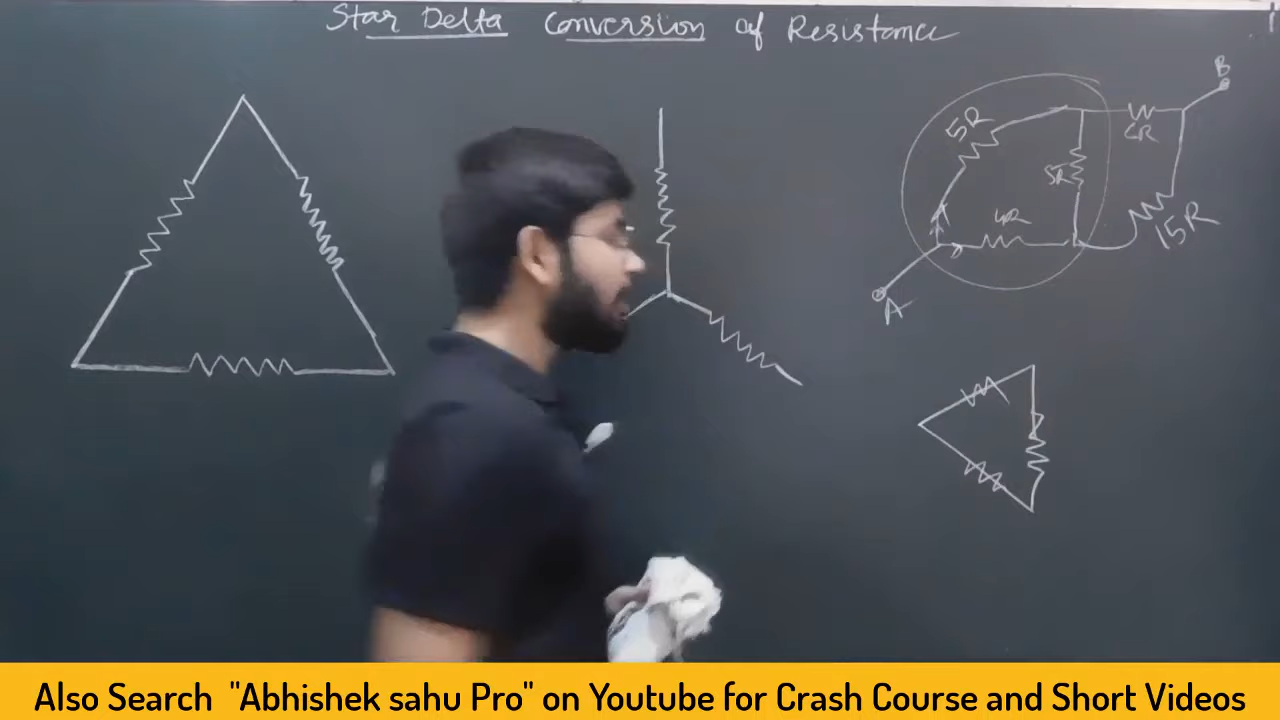 Star Delta Conversion of Resistance
B
5R
6R
5R
4R
15R
A
Also Search "Abhishek sahu Pro" on Youtube for Crash Course and Short Videos